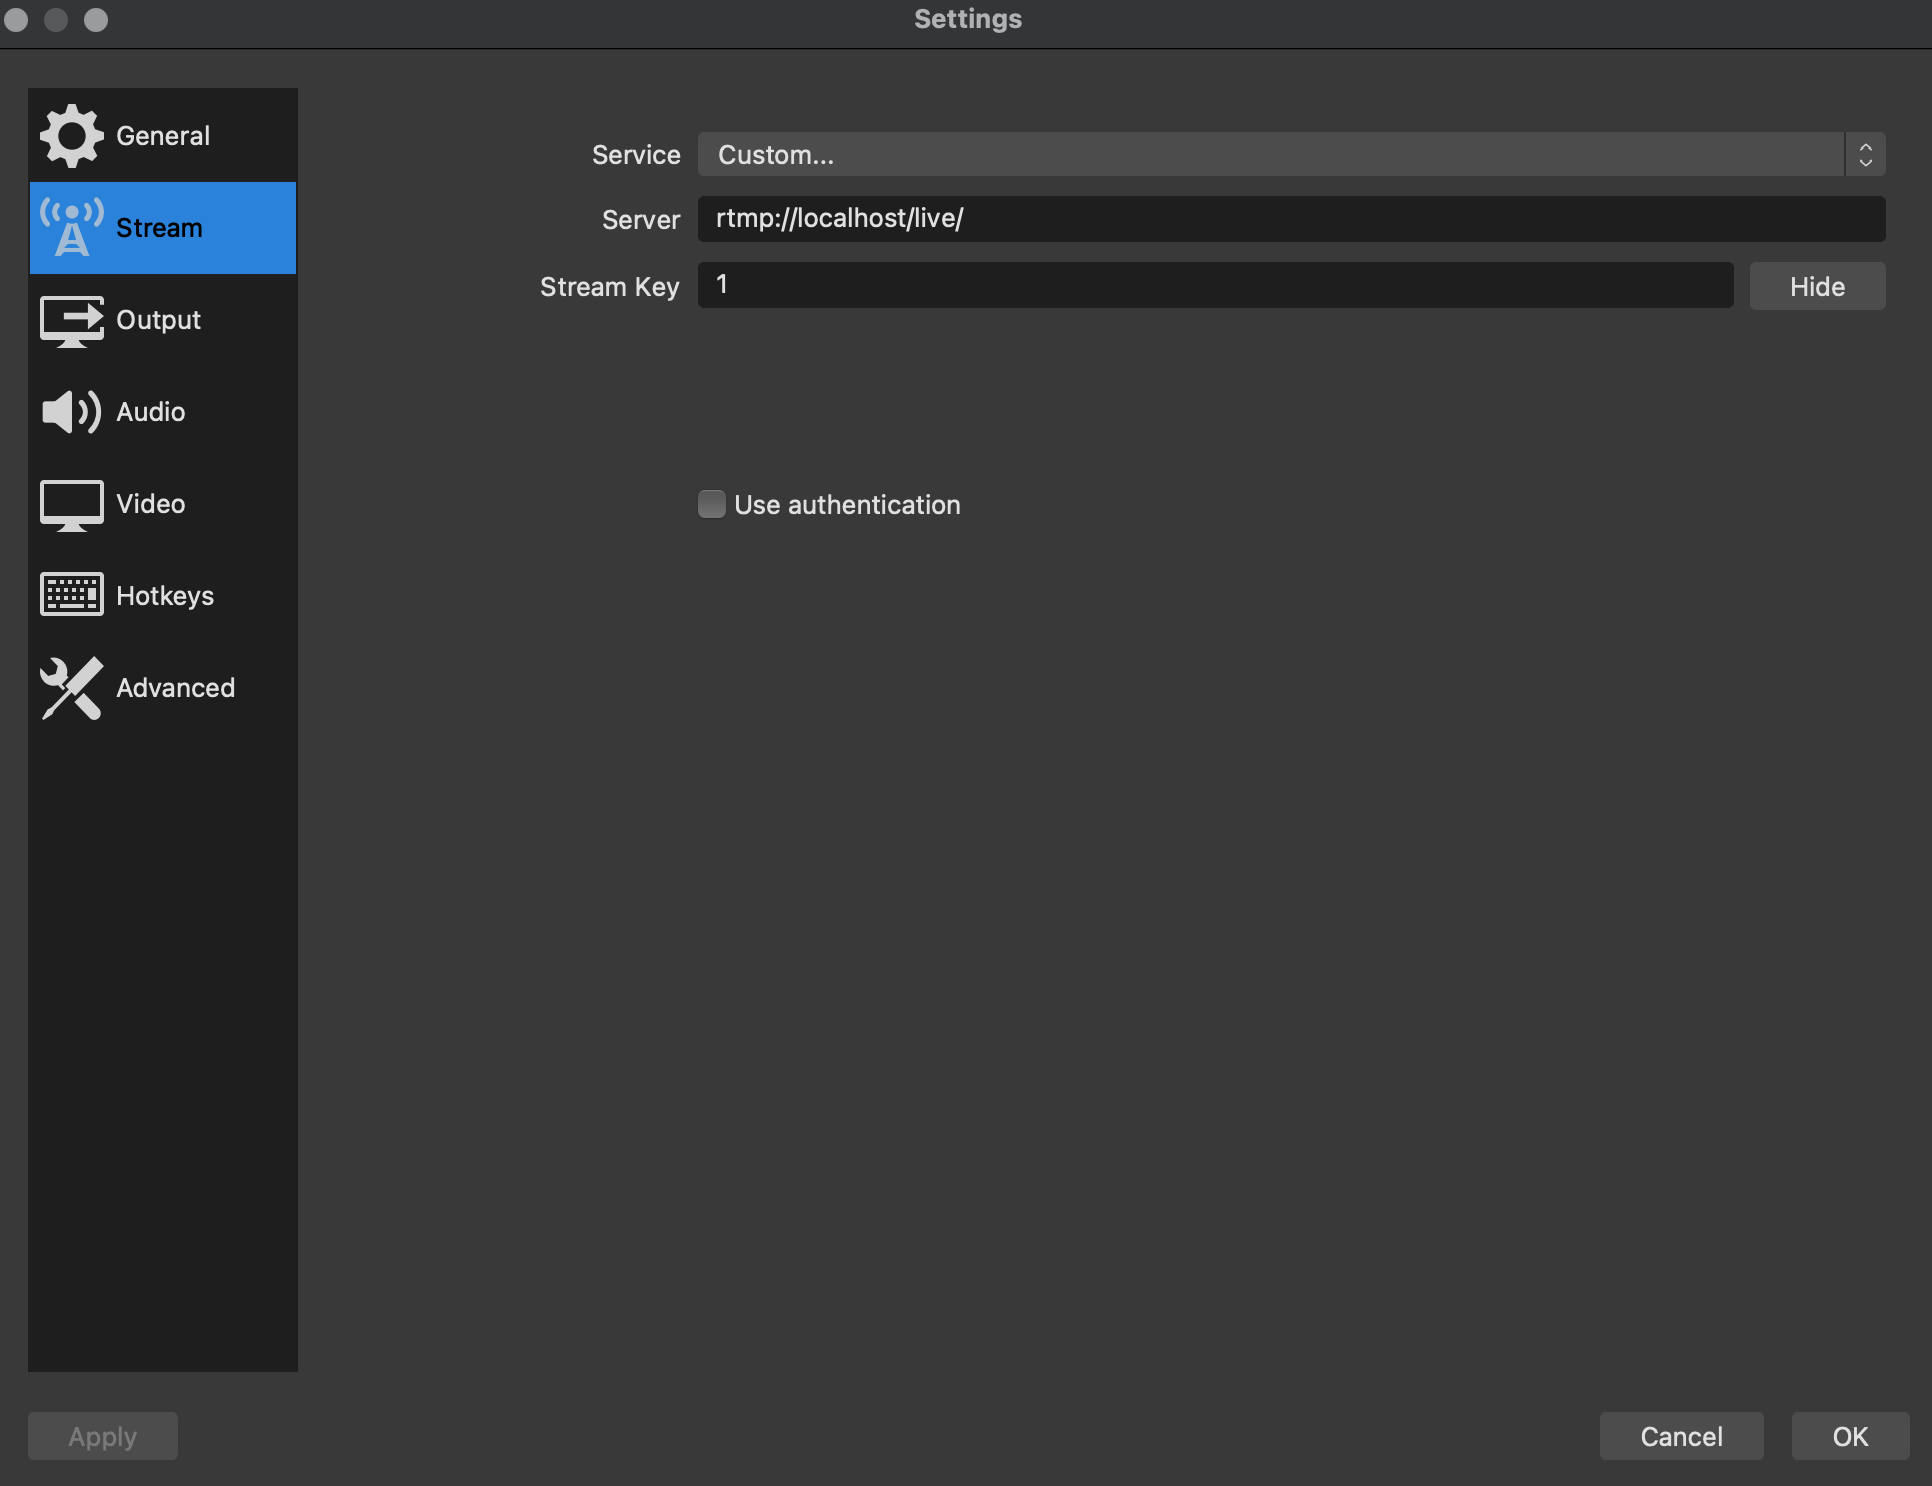 Settings
General
Stream
Output
Audio
Video
Hotkeys
Advanced
Service Custom...
Server rtmp://localhost/live/
Stream Key 1 Hide
Use authentication
Apply Cancel OK